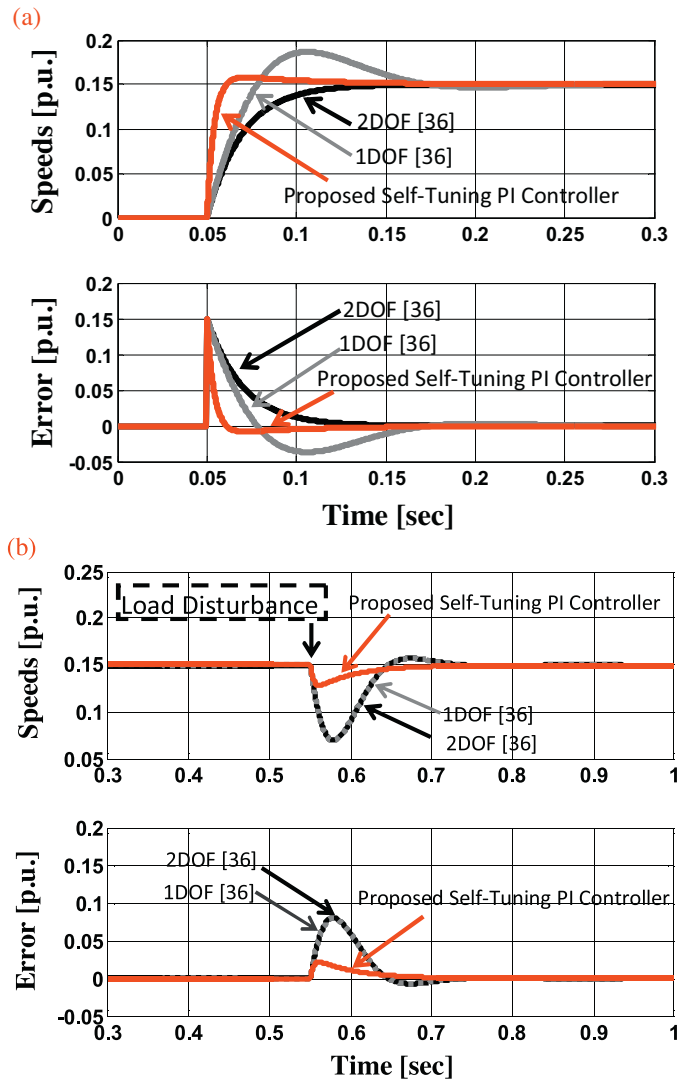 (a)
Speeds [p.u.]
0.2
0.15
0.1
0.05
0
2DOF [36]
1DOF [36]
Proposed Self-Tuning PI Controller
0 0.05 0.1 0.15 0.2 0.25 0.3
Error [p.u.]
0.2
0.15
0.1
0.05
0
-0.05
2DOF [36]
1DOF [36]
Proposed Self-Tuning PI Controller
0 0.05 0.1 0.15 0.2 0.25 0.3
Time [sec]
(b)
Speeds [p.u.]
0.25
0.2
0.15
0.1
0.05
Load Disturbance
Proposed Self-Tuning PI Controller
1DOF [36]
2DOF [36]
0.3 0.4 0.5 0.6 0.7 0.8 0.9 1
Error [p.u.]
0.2
0.15
0.1
0.05
0
-0.05
2DOF [36]
1DOF [36]
Proposed Self-Tuning PI Controller
0.3 0.4 0.5 0.6 0.7 0.8 0.9 1
Time [sec]